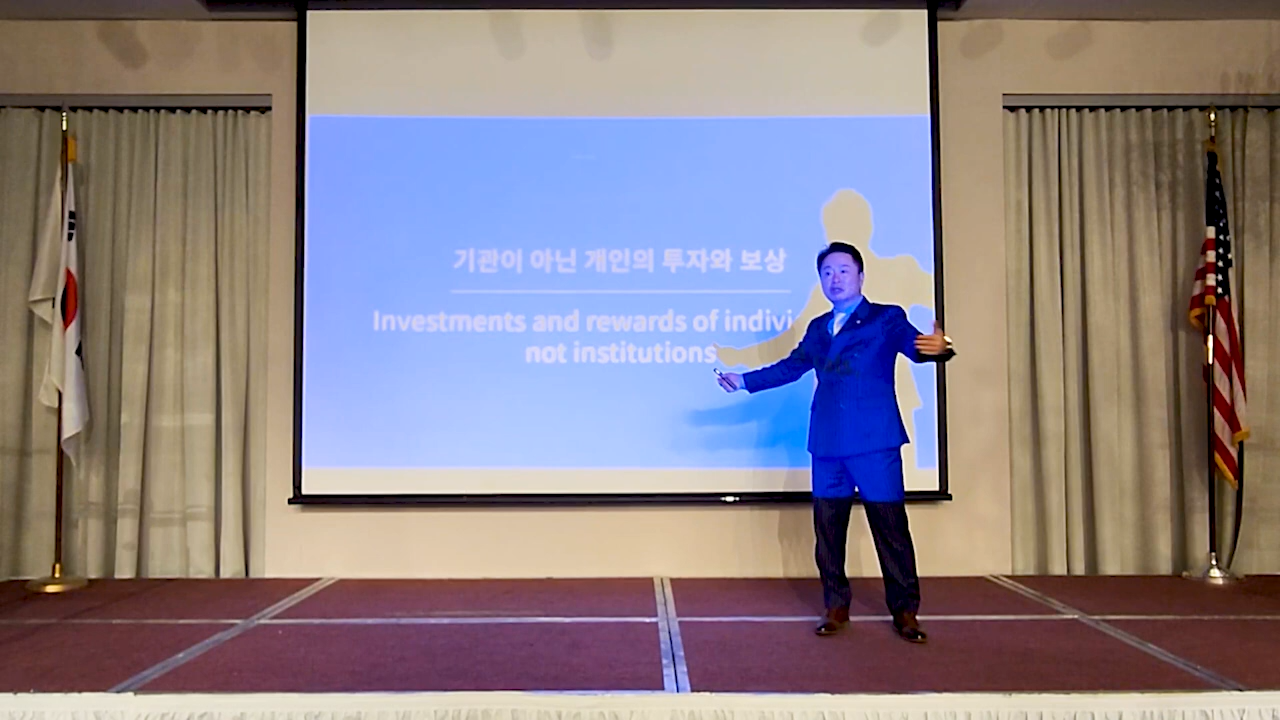 기관이 아닌 개인의 투자와 보상
Investments and rewards of indivi
not institutions